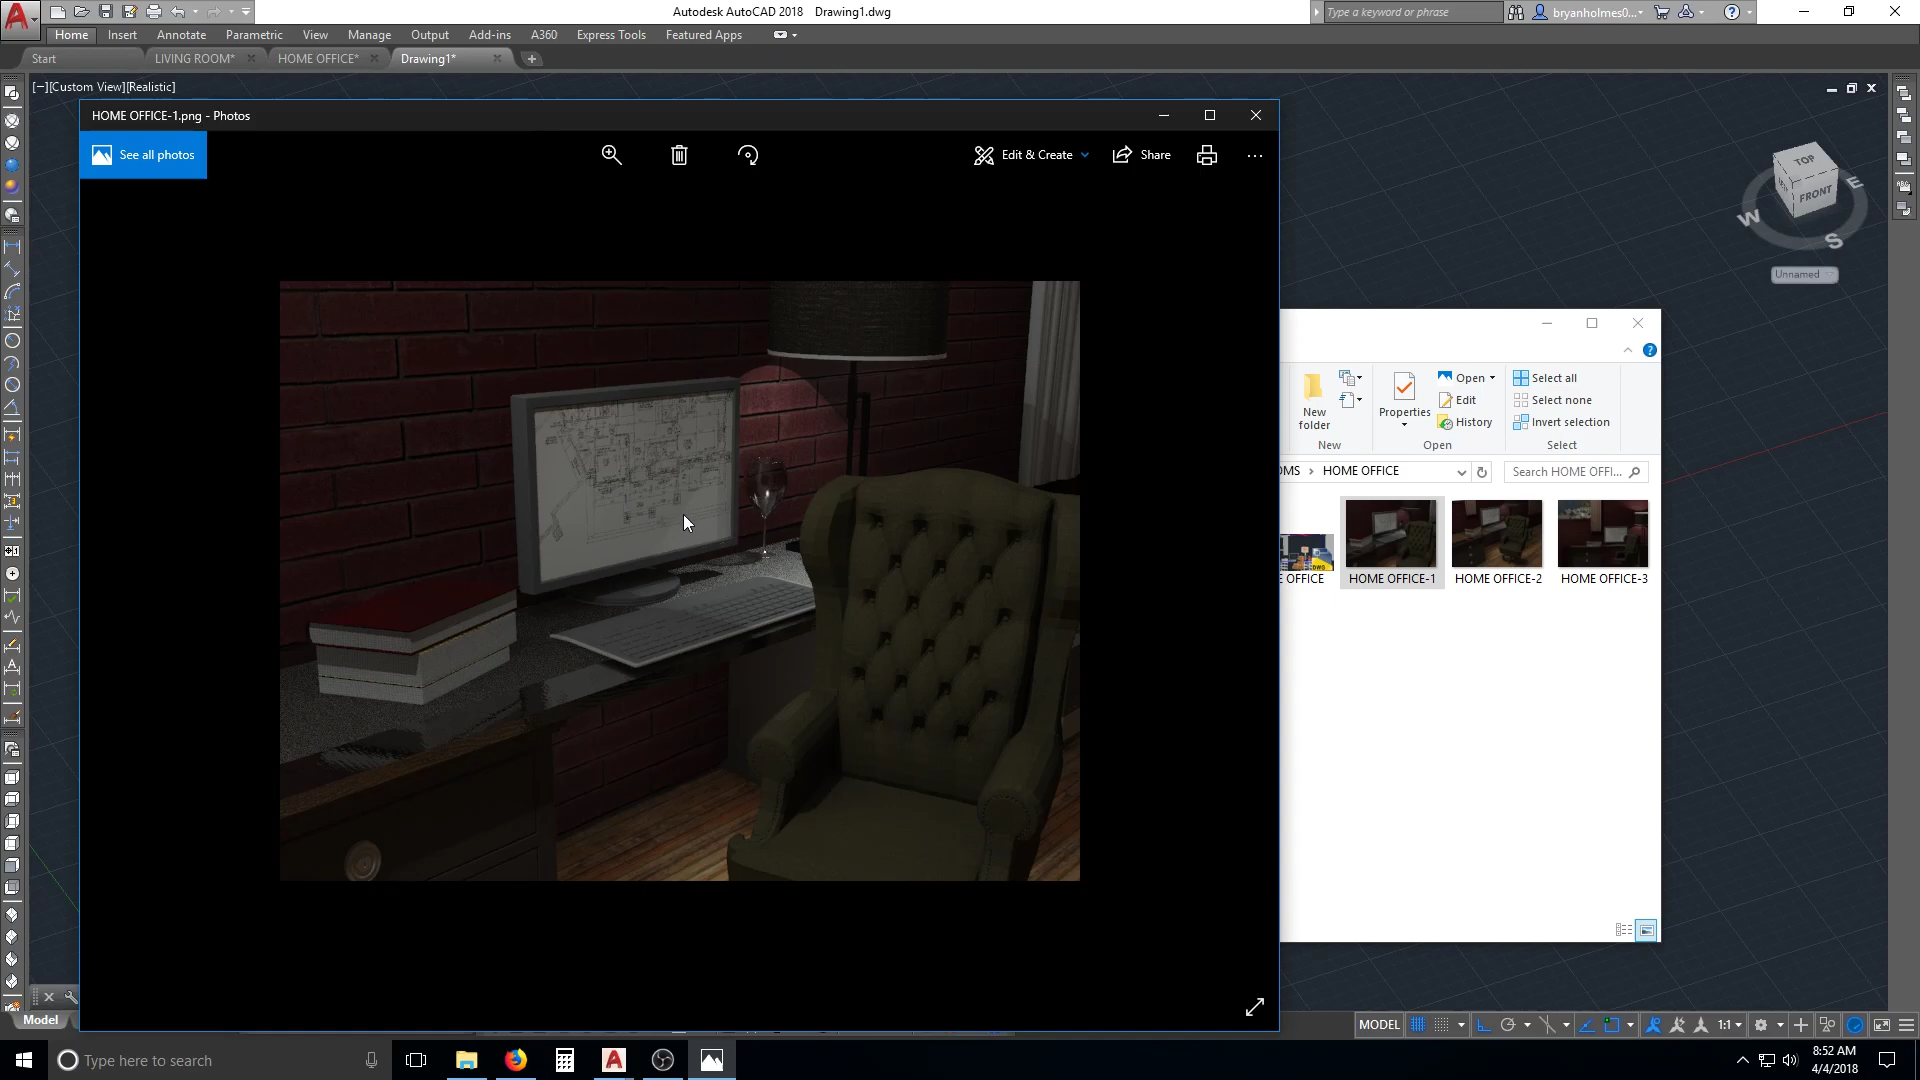 Autodesk AutoCAD 2018 Drawing1.dwg
Type a keyword or phrase
bryanholmes0...
Home Insert Annotate Parametric View Manage Output Add-ins A360 Express Tools Featured Apps
Start LIVING ROOM* HOME OFFICE* Drawing1*
[−][Custom View][Realistic]
HOME OFFICE-1.png - Photos
See all photos
Edit & Create
Share
TOP
FRONT
W
E
S
Unnamed
New folder
Properties
Open
Edit
History
Select all
Select none
Invert selection
New
Open
Select
OMS > HOME OFFICE
Search HOME OFFI...
E OFFICE
HOME OFFICE-1
HOME OFFICE-2
HOME OFFICE-3
Model
MODEL
1:1
Type here to search
8:52 AM
4/4/2018